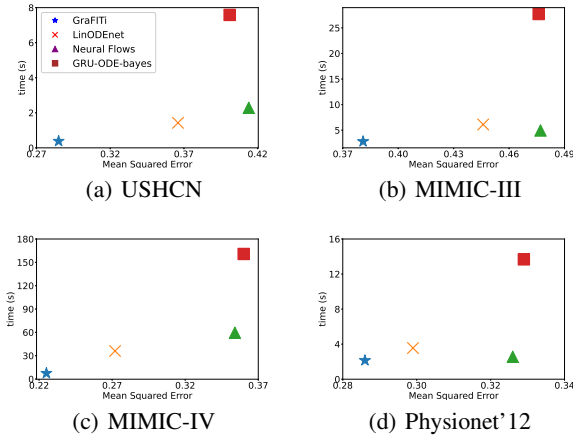 8
6
4
2
0
time (s)
GraFITi
LinODEnet
Neural Flows
GRU-ODE-bayes
0.27 0.32 0.37 0.42
Mean Squared Error
(a) USHCN
25
20
15
10
5
time (s)
0.37 0.40 0.43 0.46 0.49
Mean Squared Error
(b) MIMIC-III
180
150
120
90
60
30
0
time (s)
0.22 0.27 0.32 0.37
Mean Squared Error
(c) MIMIC-IV
16
12
8
4
0
time (s)
0.28 0.30 0.32 0.34
Mean Squared Error
(d) Physionet'12